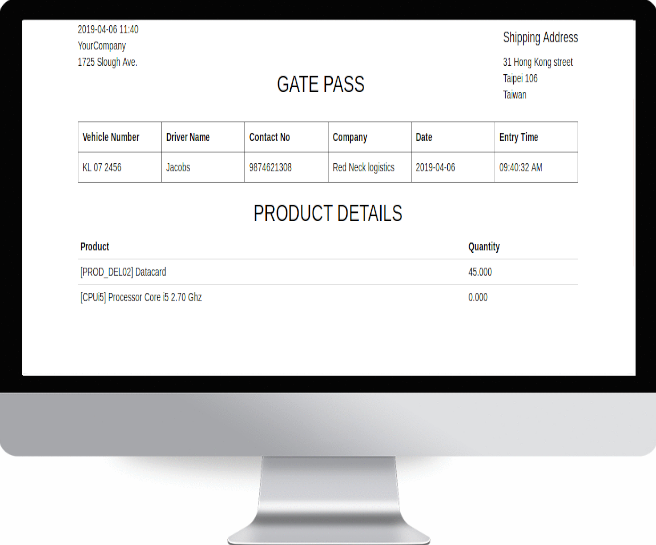 2019-04-06 11:40
YourCompany
1725 Slough Ave.
Shipping Address
31 Hong Kong street
Taipei 106
Taiwan
GATE PASS
Vehicle Number Driver Name Contact No Company Date Entry Time
KL 07 2456 Jacobs 9874621308 Red Neck logistics 2019-04-06 09:40:32 AM
PRODUCT DETAILS
Product Quantity
[PROD_DEL02] Datacard 45.000
[CPUi5] Processor Core i5 2.70 Ghz 0.000